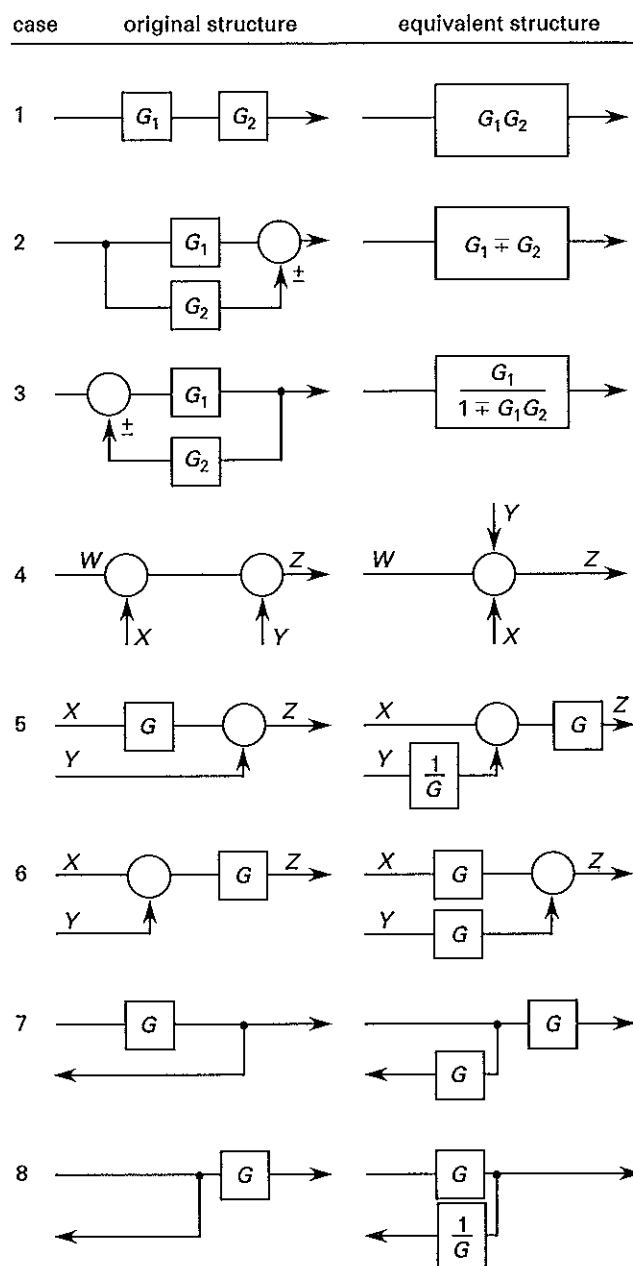 case original structure equivalent structure
1 G₁ G₂ G₁G₂
2 G₁ ± G₂ G₁ ∓ G₂
3 ± G₁ G₂ G₁ / 1 ∓ G₁G₂
4 W X Y Z W Y X Z
5 X G Z Y X Y 1/G G Z
6 X G Z Y X G Z Y G
7 G G G
8 G G 1/G